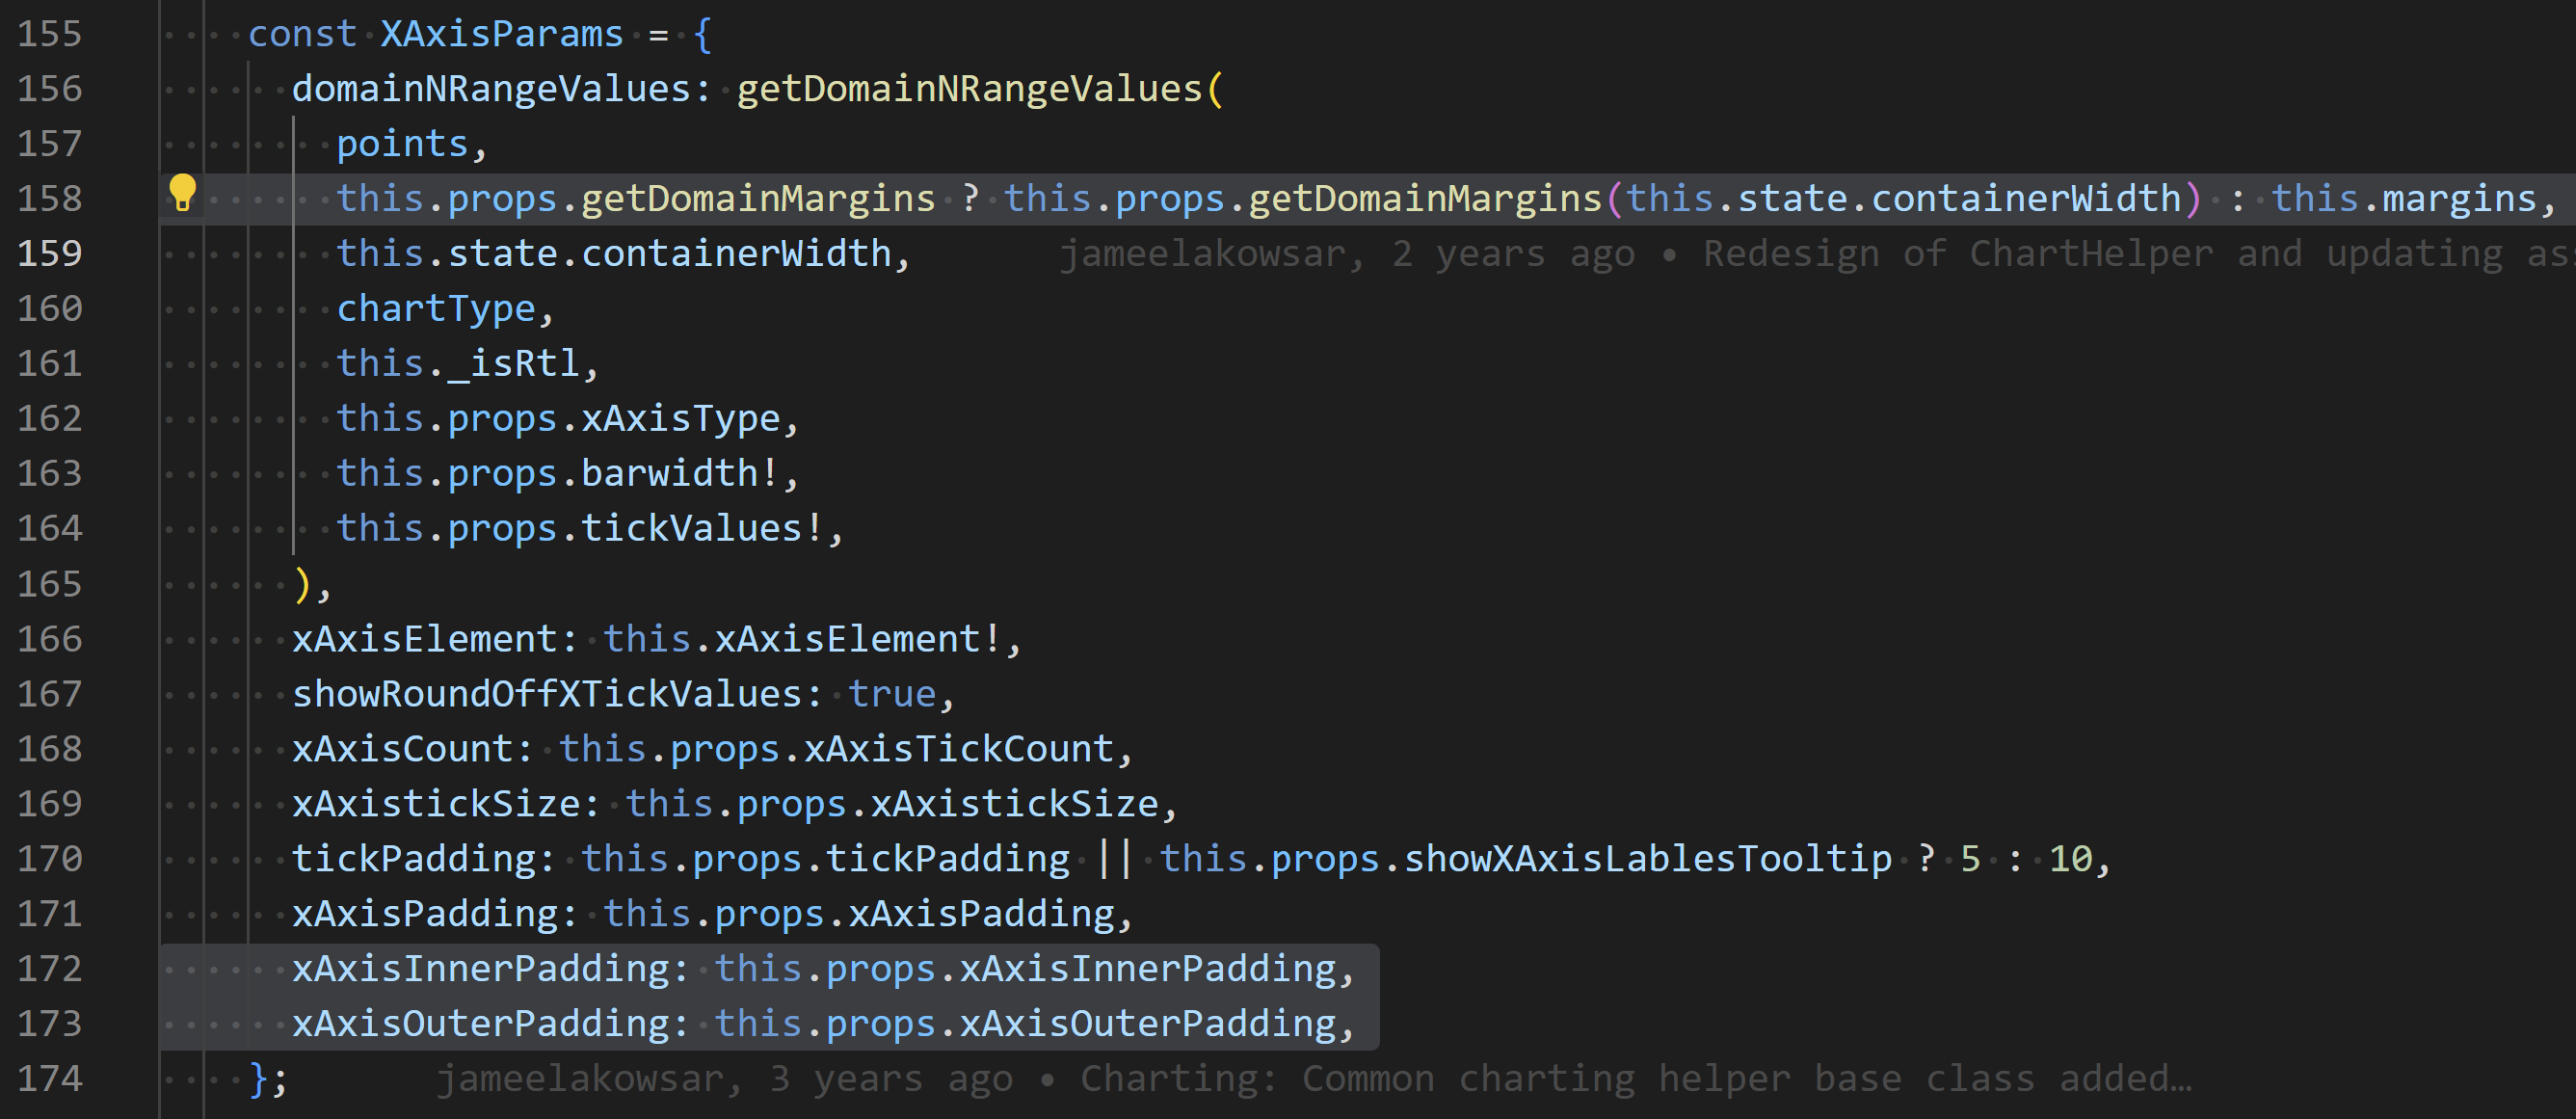 155 const XAxisParams = {
156 domainNRangeValues: getDomainNRangeValues(
157 points,
158 this.props.getDomainMargins ? this.props.getDomainMargins(this.state.containerWidth) : this.margins,
159 this.state.containerWidth, jameelakowsar, 2 years ago • Redesign of ChartHelper and updating
160 chartType,
161 this._isRtl,
162 this.props.xAxisType,
163 this.props.barwidth!,
164 this.props.tickValues!,
165 ),
166 xAxisElement: this.xAxisElement!,
167 showRoundOffXTickValues: true,
168 xAxisCount: this.props.xAxisTickCount,
169 xAxistickSize: this.props.xAxistickSize,
170 tickPadding: this.props.tickPadding || this.props.showXAxisLablesTooltip ? 5 : 10,
171 xAxisPadding: this.props.xAxisPadding,
172 xAxisInnerPadding: this.props.xAxisInnerPadding,
173 xAxisOuterPadding: this.props.xAxisOuterPadding,
174 }; jameelakowsar, 3 years ago • Charting: Common charting helper base class added…